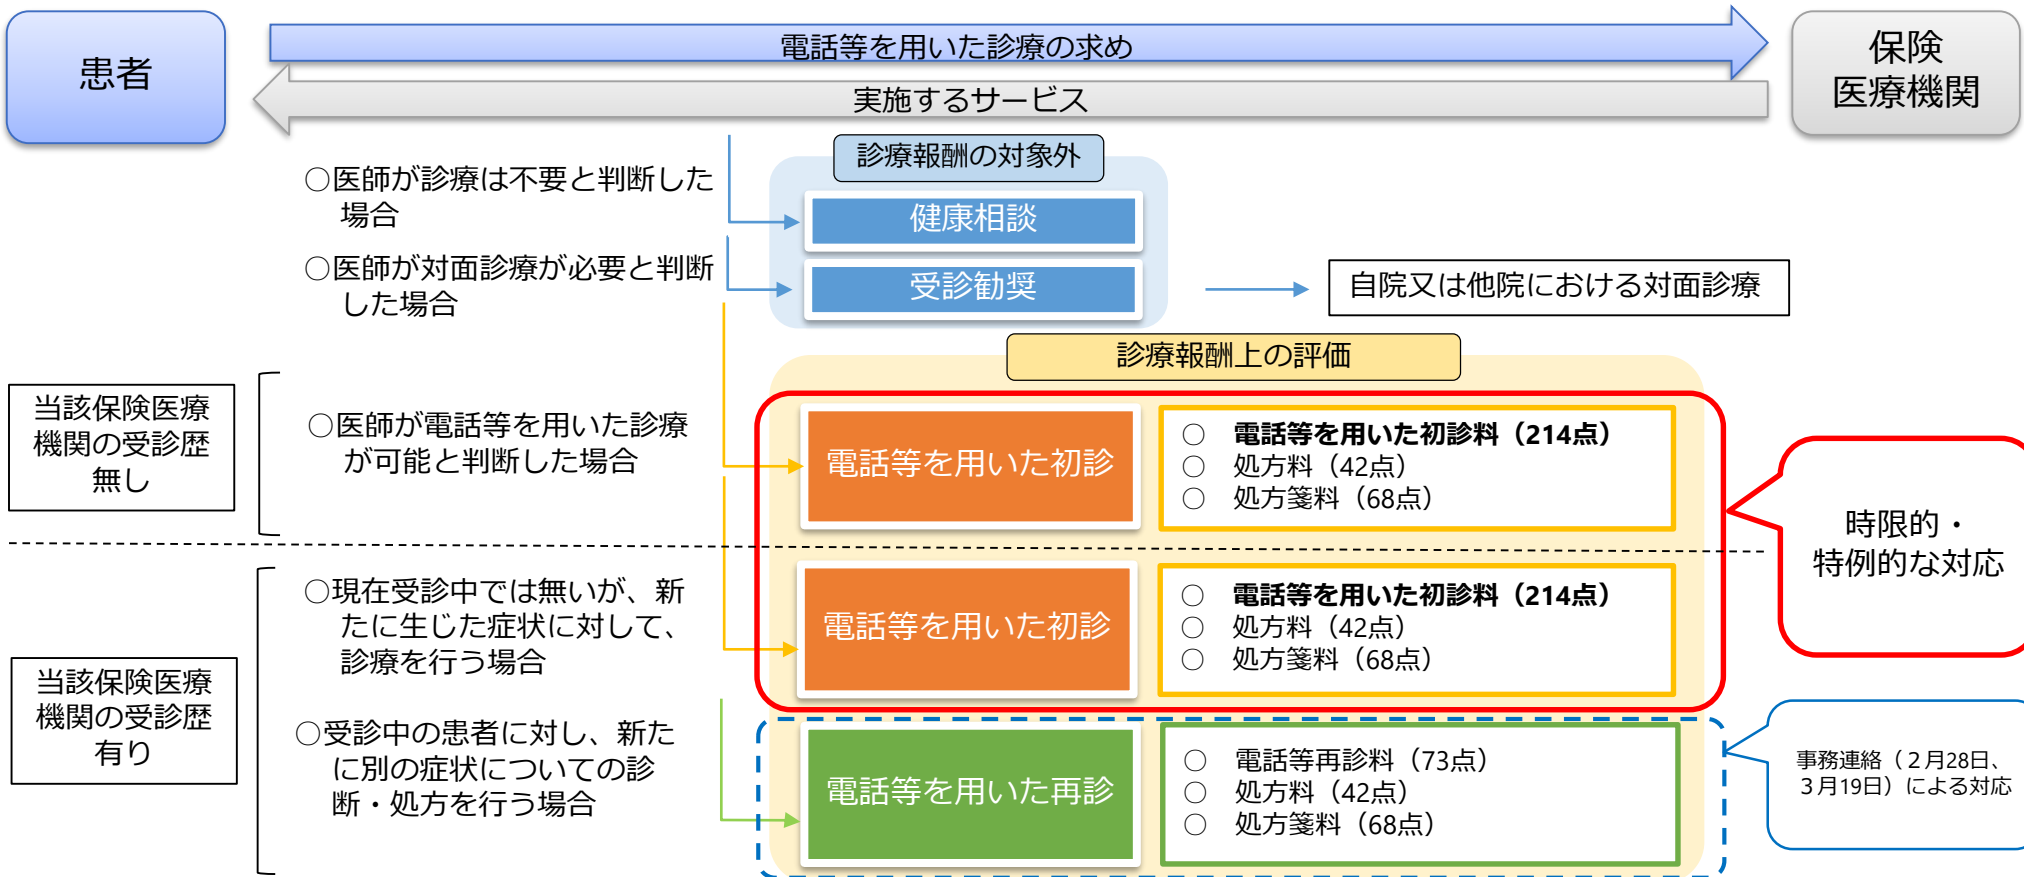 患者
電話等を用いた診療の求め
実施するサービス
保険
医療機関
診療報酬の対象外
○医師が診療は不要と判断した
場合
健康相談
○医師が対面診療が必要と判断
した場合
受診勧奨
自院又は他院における対面診療
診療報酬上の評価
当該保険医療
機関の受診歴
無し
○医師が電話等を用いた診療
が可能と判断した場合
電話等を用いた初診
○ 電話等を用いた初診料（214点）
○ 処方料（42点）
○ 処方箋料（68点）
時限的・
特例的な対応
当該保険医療
機関の受診歴
有り
○現在受診中では無いが、新
たに生じた症状に対して、
診療を行う場合
電話等を用いた初診
○ 電話等を用いた初診料（214点）
○ 処方料（42点）
○ 処方箋料（68点）
○受診中の患者に対し、新た
に別の症状についての診
断・処方を行う場合
電話等を用いた再診
○ 電話等再診料（73点）
○ 処方料（42点）
○ 処方箋料（68点）
事務連絡（２月28日、
３月19日）による対応